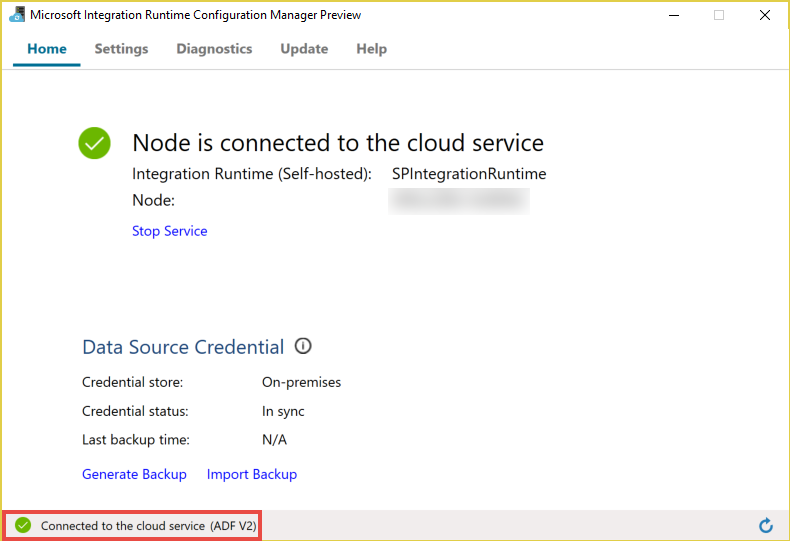 Microsoft Integration Runtime Configuration Manager Preview
Home Settings Diagnostics Update Help
Node is connected to the cloud service
Integration Runtime (Self-hosted): SPIntegrationRuntime
Node:
Stop Service
Data Source Credential
Credential store: On-premises
Credential status: In sync
Last backup time: N/A
Generate Backup Import Backup
Connected to the cloud service (ADF V2)